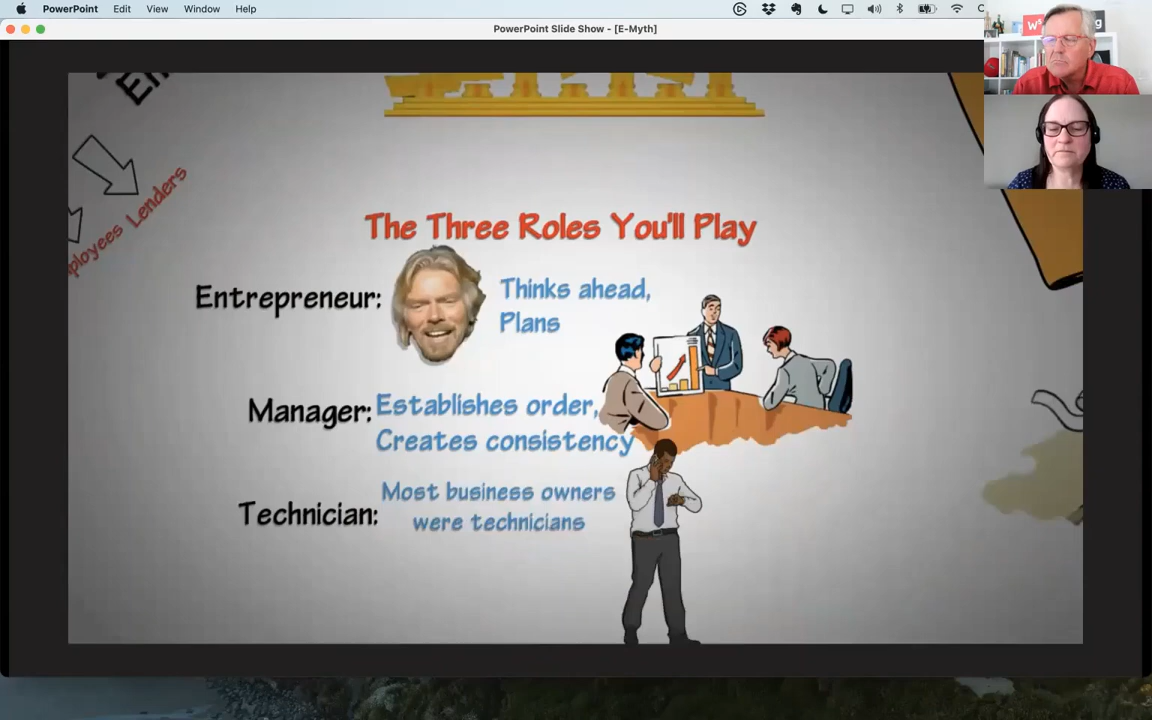 PowerPoint Edit View Window Help
PowerPoint Slide Show - [E-Myth]
ployees Lenders
The Three Roles You'll Play
Entrepreneur:
Thinks ahead,
Plans
Manager:
Establishes order,
Creates consistency
Technician:
Most business owners
were technicians